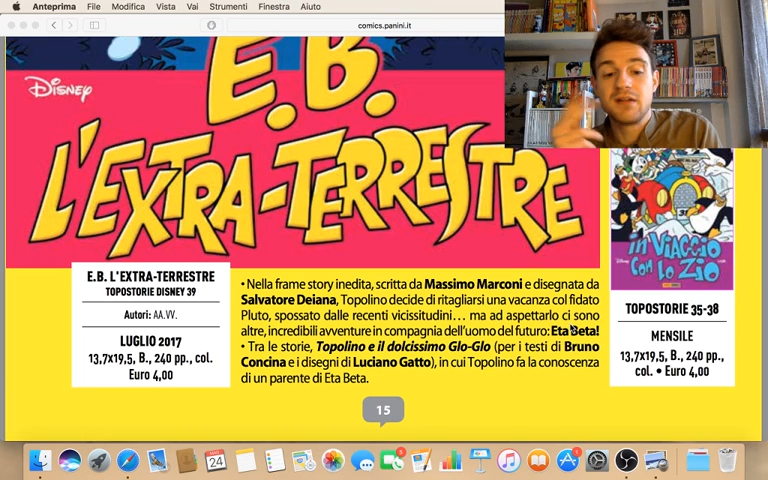 Anteprima File Modifica Vista Vai Strumenti Finestra Aiuto
comics.panini.it
Disney
E.B.
L'EXTRA-TERRESTRE
E.B. L'EXTRA-TERRESTRE
TOPOSTORIE DISNEY 39
Autori: AA.VV.
LUGLIO 2017
13,7x19,5, B., 240 pp., col.
Euro 4,00
• Nella frame story inedita, scritta da Massimo Marconi e disegnata da
Salvatore Deiana, Topolino decide di ritagliarsi una vacanza col fidato
Pluto, spossato dalle recenti vicissitudini… ma ad aspettarlo ci sono
altre, incredibili avventure in compagnia dell'uomo del futuro: Eta Beta!
• Tra le storie, Topolino e il dolcissimo Glo-Glo (per i testi di Bruno
Concina e i disegni di Luciano Gatto), in cui Topolino fa la conoscenza
di un parente di Eta Beta.
in VIAGGIO
con LO ZIO
TOPOSTORIE 35-38
MENSILE
13,7x19,5, B., 240 pp.,
col. • Euro 4,00
15
24